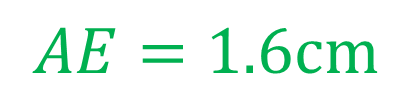 AE = 1.6cm